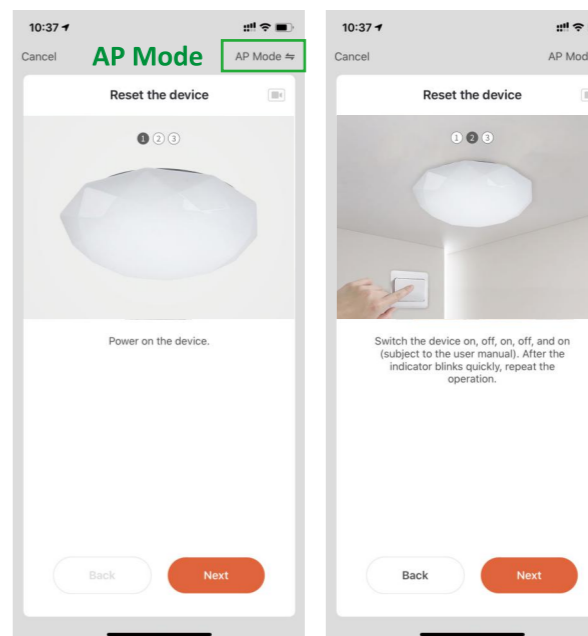 10:37
Cancel
AP Mode
AP Mode
Reset the device
1 2 3
Power on the device.
Back
Next
10:37
Cancel
AP Mod
Reset the device
1 2 3
Switch the device on, off, on, off, and on
(subject to the user manual). After the
indicator blinks quickly, repeat the
operation.
Back
Next